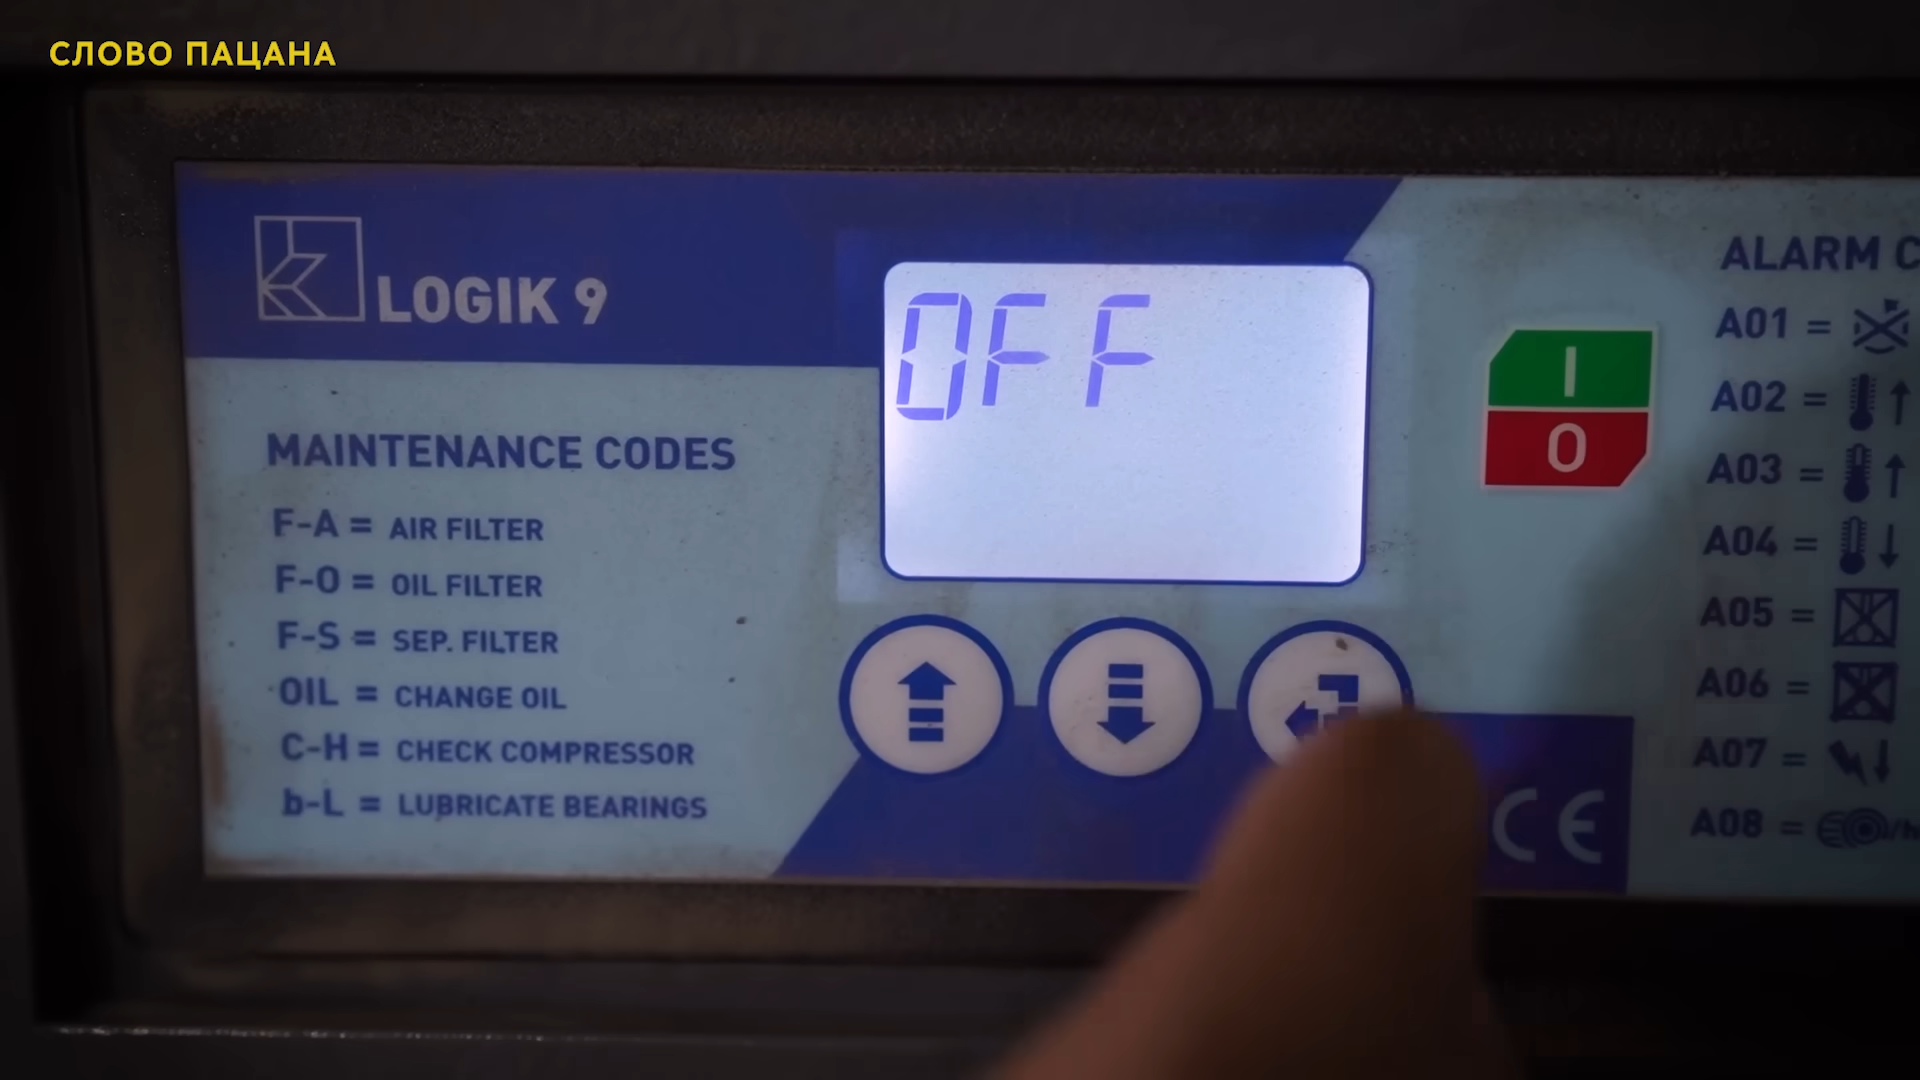 СЛОВО ПАЦАНА
LOGIK 9
OFF
MAINTENANCE CODES
F-A = AIR FILTER
F-O = OIL FILTER
F-S = SEP. FILTER
OIL = CHANGE OIL
C-H = CHECK COMPRESSOR
b-L = LUBRICATE BEARINGS
I
O
CE
ALARM C
A01 =
A02 =
A03 =
A04 =
A05 =
A06 =
A07 =
A08 =